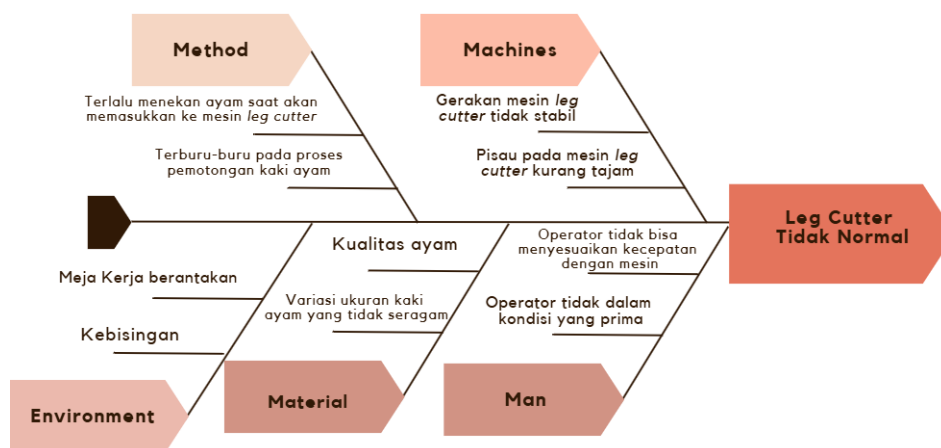 Method
Terlalu menekan ayam saat akan
memasukkan ke mesin leg cutter
Terburu-buru pada proses
pemotongan kaki ayam
Machines
Gerakan mesin leg
cutter tidak stabil
Pisau pada mesin leg
cutter kurang tajam
Leg Cutter
Tidak Normal
Meja Kerja berantakan
Kebisingan
Environment
Kualitas ayam
Variasi ukuran kaki
ayam yang tidak seragam
Material
Operator tidak bisa
menyesuaikan kecepatan
dengan mesin
Operator tidak dalam
kondisi yang prima
Man